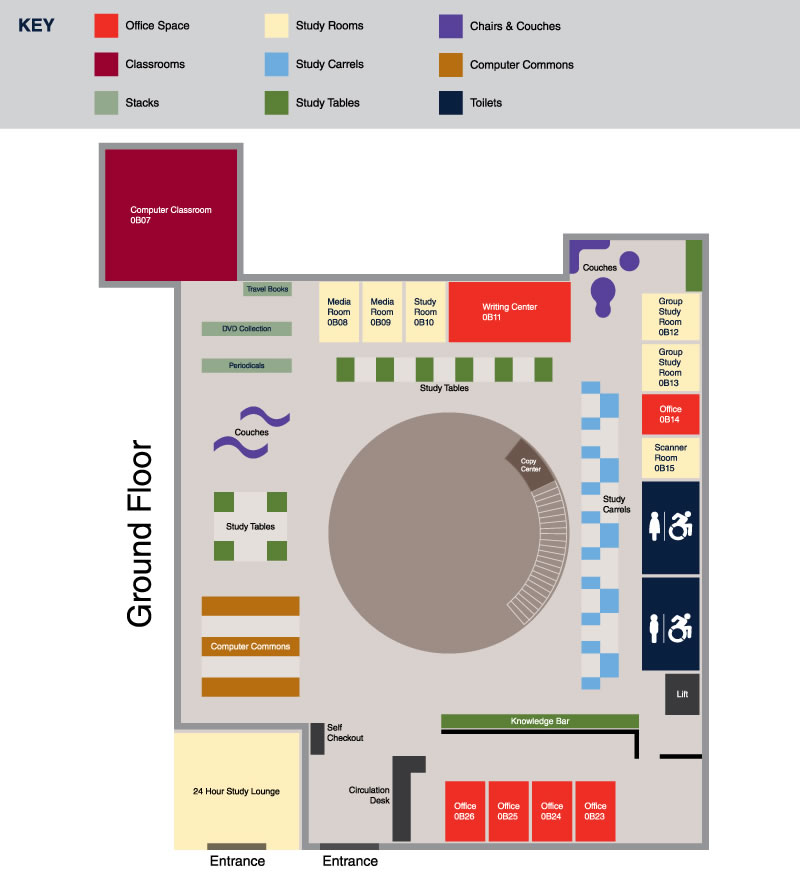 KEY
Office Space
Study Rooms
Chairs & Couches
Classrooms
Study Carrels
Computer Commons
Stacks
Study Tables
Toilets
Computer Classroom
0B07
Couches
Travel Books
Media
Room
0B08
Media
Room
0B09
Study
Room
0B10
Writing Center
0B11
Group
Study
Room
0B12
DVD Collection
Periodicals
Study Tables
Group
Study
Room
0B13
Office
0B14
Couches
Scanner
Room
0B15
Copy
Center
Study
Carrels
Ground Floor
Study Tables
Computer Commons
Lift
Knowledge Bar
Self
Checkout
24 Hour Study Lounge
Circulation
Desk
Office
0B26
Office
0B25
Office
0B24
Office
0B23
Entrance
Entrance